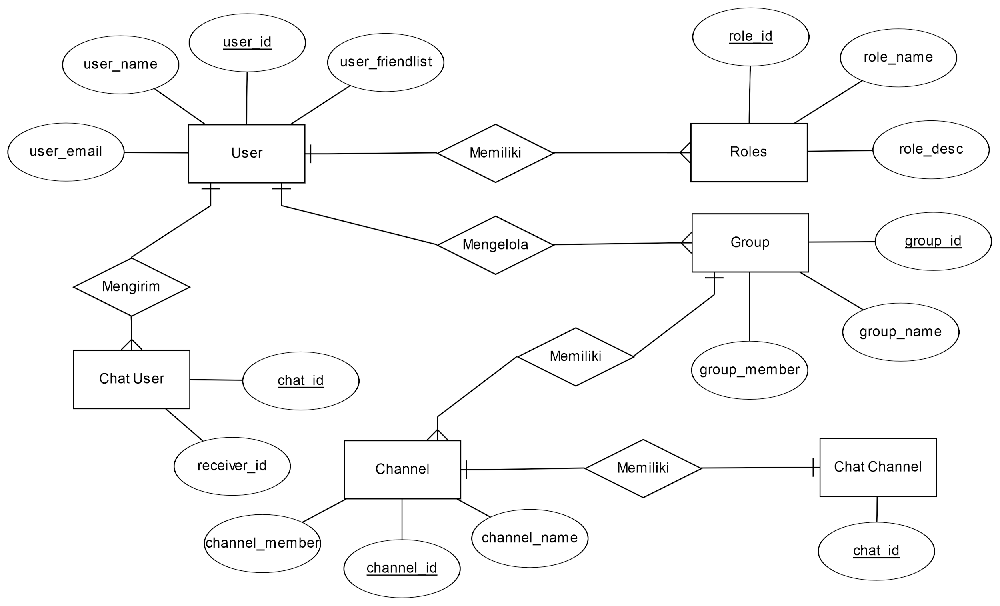 user_id
role_id
user_name
user_friendlist
role_name
user_email
User
Memiliki
Roles
role_desc
Mengelola
Group
group_id
Mengirim
group_name
Memiliki
group_member
Chat User
chat_id
receiver_id
Channel
Memiliki
Chat Channel
channel_member
channel_name
channel_id
chat_id